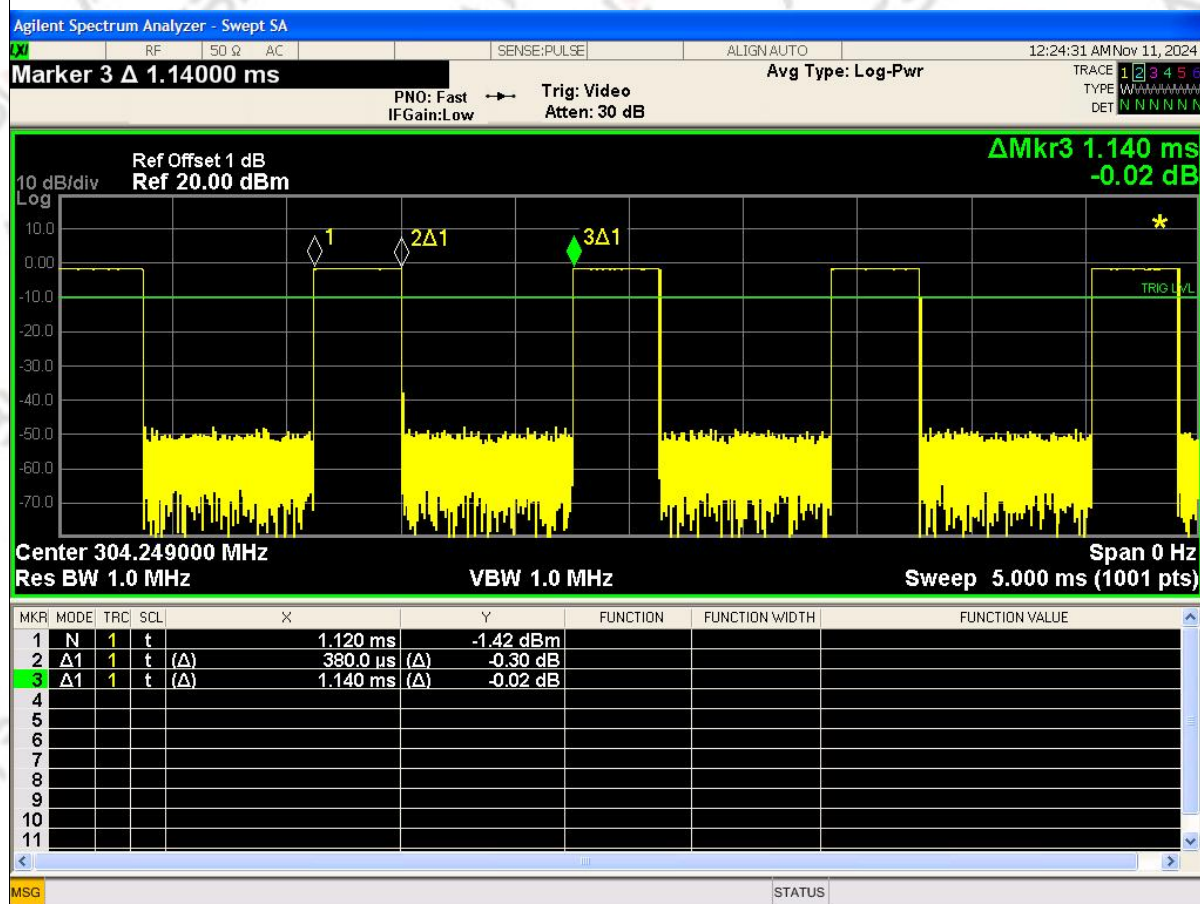 Agilent Spectrum Analyzer - Swept SA
LXI RF 50 Ω AC SENSE:PULSE ALIGN AUTO 12:24:31 AM Nov 11, 2024
Marker 3 Δ 1.14000 ms
PNO: Fast
IFGain:Low
Trig: Video
Atten: 30 dB
Avg Type: Log-Pwr
TRACE 1 2 3 4 5 6
TYPE WWWWWW
DET N N N N N N
ΔMkr3 1.140 ms
-0.02 dB
Ref Offset 1 dB
10 dB/div Ref 20.00 dBm
Log
10.0
0.00
-10.0
-20.0
-30.0
-40.0
-50.0
-60.0
-70.0
1
2Δ1
3Δ1
*
TRIG LVL
Center 304.249000 MHz Span 0 Hz
Res BW 1.0 MHz VBW 1.0 MHz Sweep 5.000 ms (1001 pts)
MKR MODE TRC SCL X Y FUNCTION FUNCTION WIDTH FUNCTION VALUE
1 N 1 t 1.120 ms -1.42 dBm
2 Δ1 1 t (Δ) 380.0 µs (Δ) -0.30 dB
3 Δ1 1 t (Δ) 1.140 ms (Δ) -0.02 dB
4
5
6
7
8
9
10
11
MSG STATUS